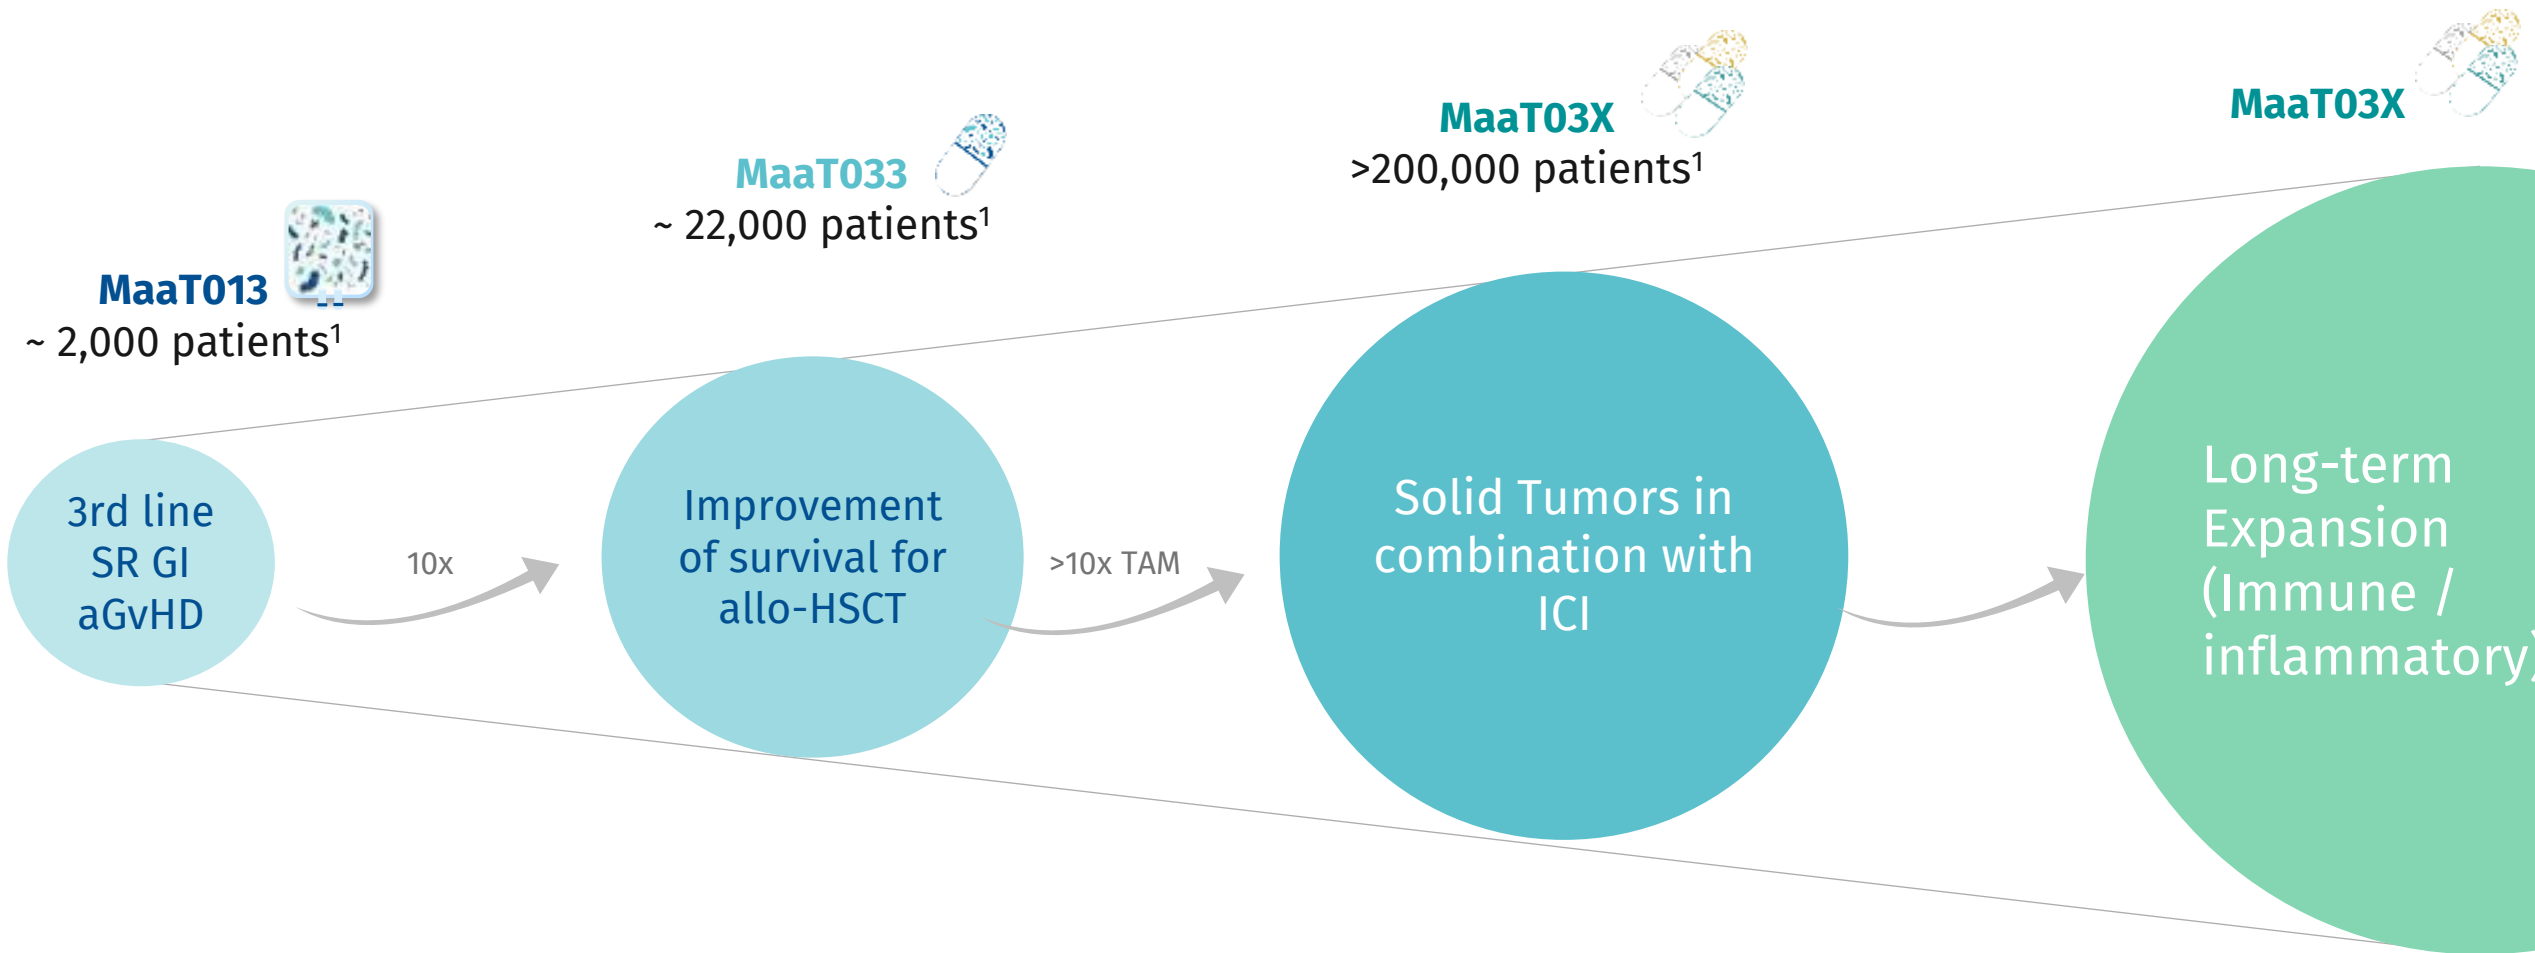 MaaT013
~ 2,000 patients¹
3rd line
SR GI
aGvHD
10x
MaaT033
~ 22,000 patients¹
Improvement
of survival for
allo-HSCT
>10x TAM
MaaT03X
>200,000 patients¹
Solid Tumors in
combination with
ICI
MaaT03X
Long-term
Expansion
(Immune /
inflammatory)